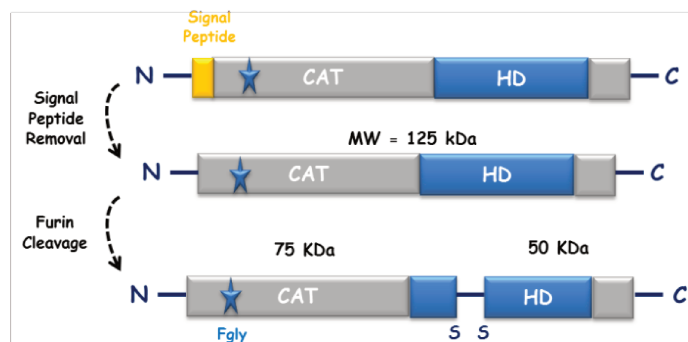 Signal
Peptide
N CAT HD C
Signal
Peptide
Removal
MW = 125 kDa
N CAT HD C
Furin
Cleavage
75 KDa 50 KDa
N CAT HD C
Fgly S S